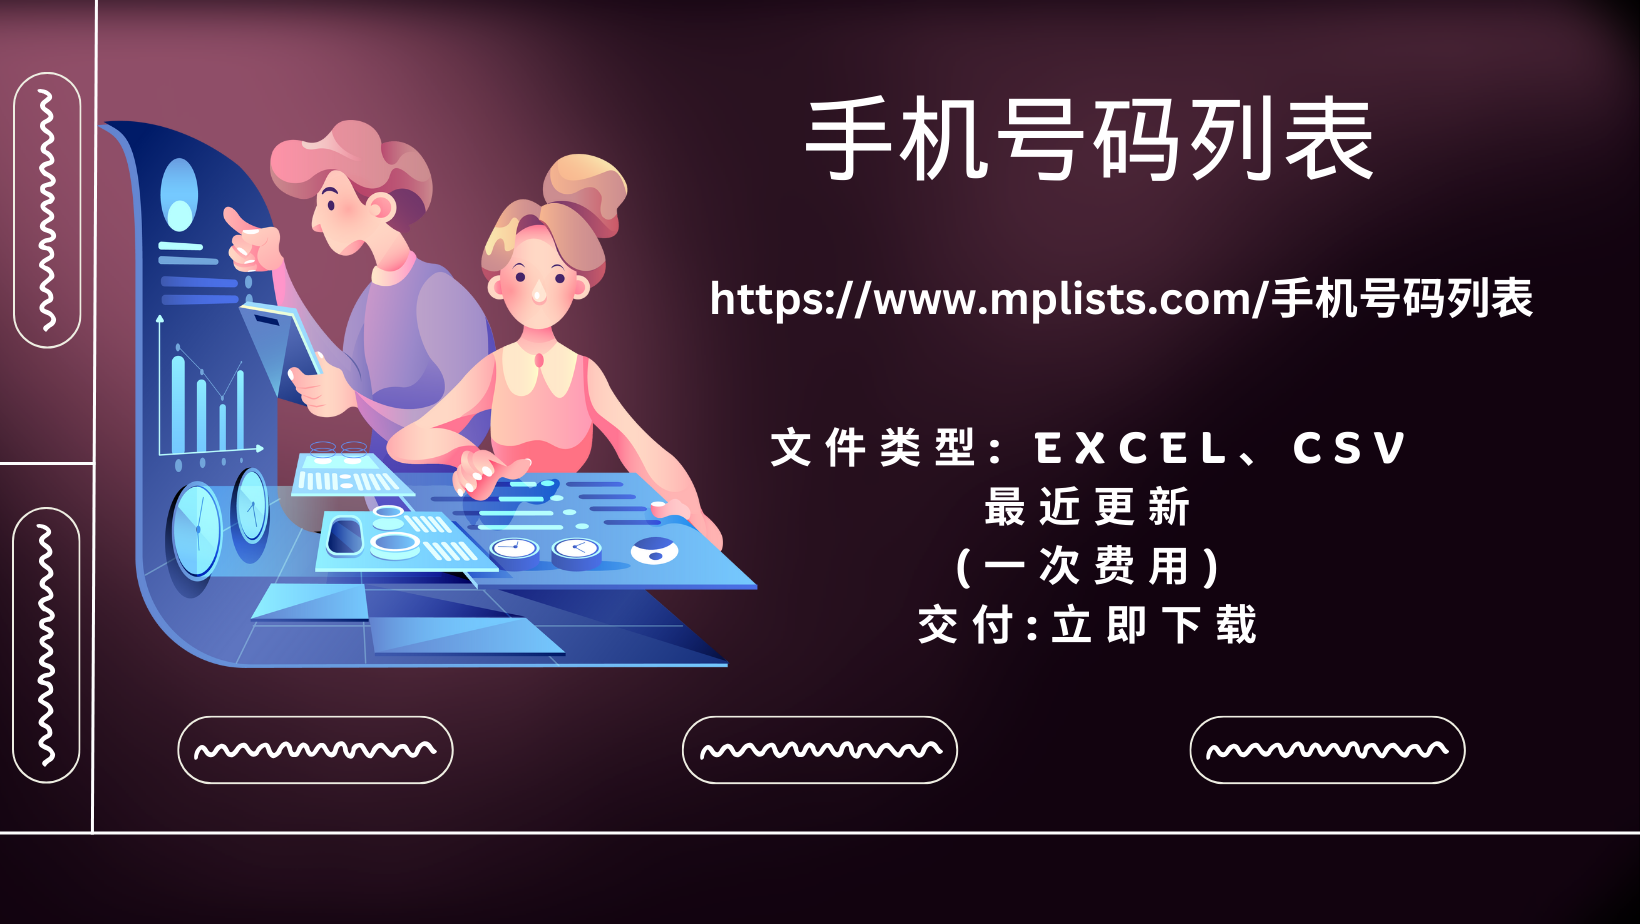 手机号码列表
https://www.mplists.com/手机号码列表
文件类型: EXCEL、CSV
最近更新
(一次费用)
交付:立即下载